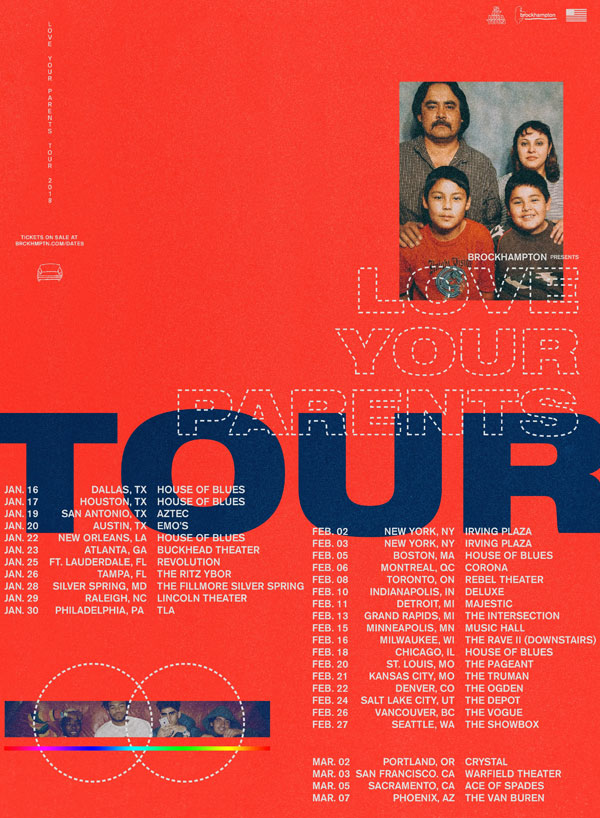 brockhampton
LOVE YOUR PARENTS TOUR 2018
TICKETS ON SALE AT
BRCKHMPTN.COM/DATES
BROCKHAMPTON PRESENTS
LOVE
YOUR
PARENTS
TOUR
JAN. 16 DALLAS, TX HOUSE OF BLUES
JAN. 17 HOUSTON, TX HOUSE OF BLUES
JAN. 19 SAN ANTONIO, TX AZTEC
JAN. 20 AUSTIN, TX EMO'S
JAN. 22 NEW ORLEANS, LA HOUSE OF BLUES
JAN. 23 ATLANTA, GA BUCKHEAD THEATER
JAN. 25 FT. LAUDERDALE, FL REVOLUTION
JAN. 26 TAMPA, FL THE RITZ YBOR
JAN. 28 SILVER SPRING, MD THE FILLMORE SILVER SPRING
JAN. 29 RALEIGH, NC LINCOLN THEATER
JAN. 30 PHILADELPHIA, PA TLA
FEB. 02 NEW YORK, NY IRVING PLAZA
FEB. 03 NEW YORK, NY IRVING PLAZA
FEB. 05 BOSTON, MA HOUSE OF BLUES
FEB. 06 MONTREAL, QC CORONA
FEB. 08 TORONTO, ON REBEL THEATER
FEB. 10 INDIANAPOLIS, IN DELUXE
FEB. 11 DETROIT, MI MAJESTIC
FEB. 13 GRAND RAPIDS, MI THE INTERSECTION
FEB. 15 MINNEAPOLIS, MN MUSIC HALL
FEB. 16 MILWAUKEE, WI THE RAVE II (DOWNSTAIRS)
FEB. 18 CHICAGO, IL HOUSE OF BLUES
FEB. 20 ST. LOUIS, MO THE PAGEANT
FEB. 21 KANSAS CITY, MO THE TRUMAN
FEB. 22 DENVER, CO THE OGDEN
FEB. 24 SALT LAKE CITY, UT THE DEPOT
FEB. 26 VANCOUVER, BC THE VOGUE
FEB. 27 SEATTLE, WA THE SHOWBOX
MAR. 02 PORTLAND, OR CRYSTAL
MAR. 03 SAN FRANCISCO. CA WARFIELD THEATER
MAR. 05 SACRAMENTO, CA ACE OF SPADES
MAR. 07 PHOENIX, AZ THE VAN BUREN